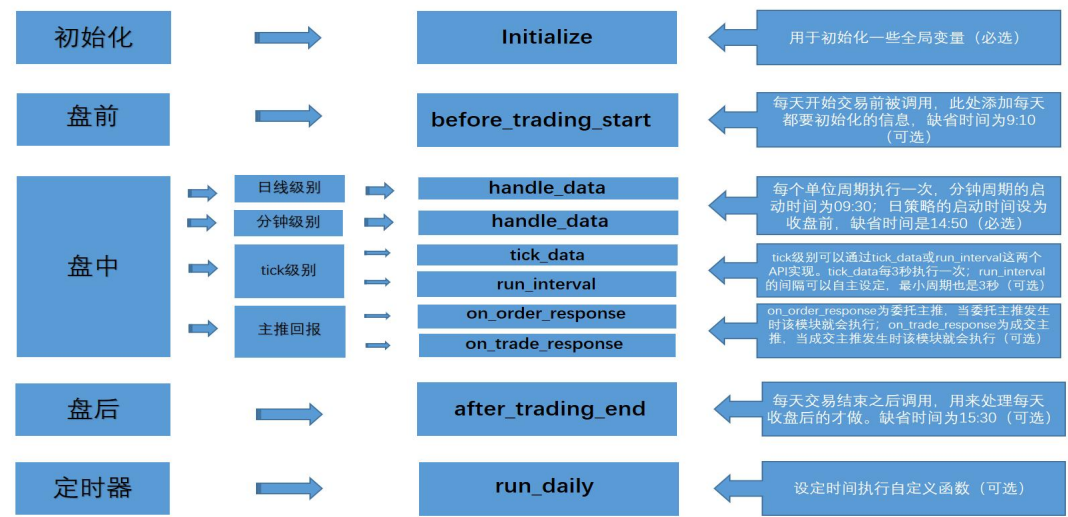 初始化
Initialize
用于初始化一些全局变量（必选）
盘前
before_trading_start
每天开始交易前被调用，此处添加每天
都要初始化的信息，缺省时间为9:10
（可选）
盘中
日线级别
handle_data
分钟级别
handle_data
每个单位周期执行一次，分钟周期的启
动时间为09:30；日策略的启动时间设为
收盘前，缺省时间是14:50（必选）
tick级别
tick_data
run_interval
tick级别可以通过tick_data或run_interval这两个
API实现。tick_data每3秒执行一次；run_interval
的间隔可以自主设定，最小周期也是3秒（可选）
主推回报
on_order_response
on_trade_response
on_order_response为委托主推，当委托主推发生
时该模块就会执行；on_trade_response为成交主
推，当成交主推发生时该模块就会执行（可选）
盘后
after_trading_end
每天交易结束之后调用，用来处理每天
收盘后的才做。缺省时间为15:30（可选）
定时器
run_daily
设定时间执行自定义函数（可选）